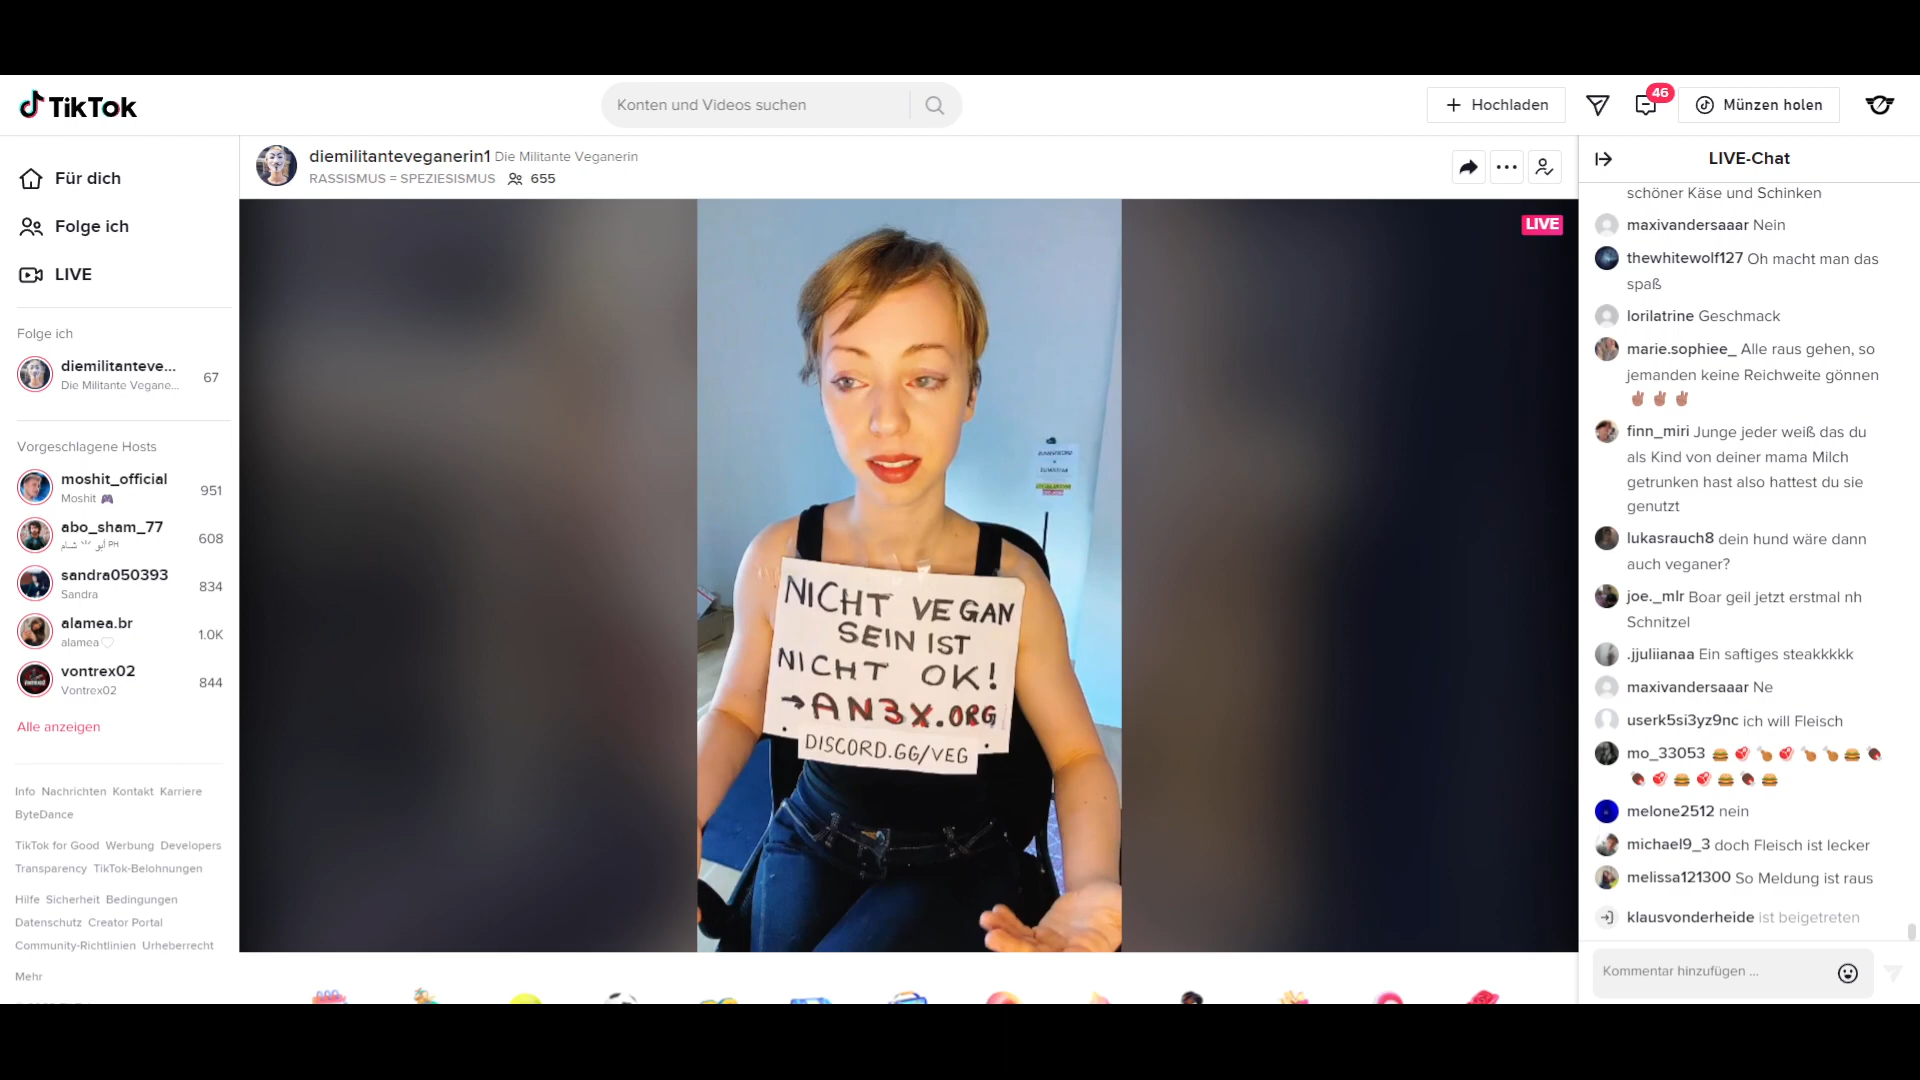 TikTok
Konten und Videos suchen
Hochladen
46
Münzen holen
Für dich
Folge ich
LIVE
Folge ich
diemilitanteve...
Die Militante Vegane...
67
Vorgeschlagene Hosts
moshit_official
Moshit 🎮
951
abo_sham_77
608
sandra050393
Sandra
834
alamea.br
alamea🤍
1.0K
vontrex02
Vontrex02
844
Alle anzeigen
Info Nachrichten Kontakt Karriere
ByteDance
TikTok for Good Werbung Developers
Transparency TikTok-Belohnungen
Hilfe Sicherheit Bedingungen
Datenschutz Creator Portal
Community-Richtlinien Urheberrecht
Mehr
diemilitanteveganerin1 Die Militante Veganerin
RASSISMUS = SPEZIESISMUS 655
LIVE
NICHT VEGAN
SEIN IST
NICHT OK!
→AN3X.ORG
DISCORD.GG/VEG
LIVE-Chat
schöner Käse und Schinken
maxivandersaaar Nein
thewhitewolf127 Oh macht man das
spaß
lorilatrine Geschmack
marie.sophiee_ Alle raus gehen, so
jemanden keine Reichweite gönnen
✌🏽✌🏽✌🏽
finn_miri Junge jeder weiß das du
als Kind von deiner mama Milch
getrunken hast also hattest du sie
genutzt
lukasrauch8 dein hund wäre dann
auch veganer?
joe._mlr Boar geil jetzt erstmal nh
Schnitzel
.jjuliianaa Ein saftiges steakkkkk
maxivandersaaar Ne
userk5si3yz9nc ich will Fleisch
mo_33053 🍔🥩🍗🥩🍗🍗🍔🍖
🍖🥩🍔🥩🍔🍖🍔
melone2512 nein
michael9_3 doch Fleisch ist lecker
melissa121300 So Meldung ist raus
klausvonderheide ist beigetreten
Kommentar hinzufügen ...